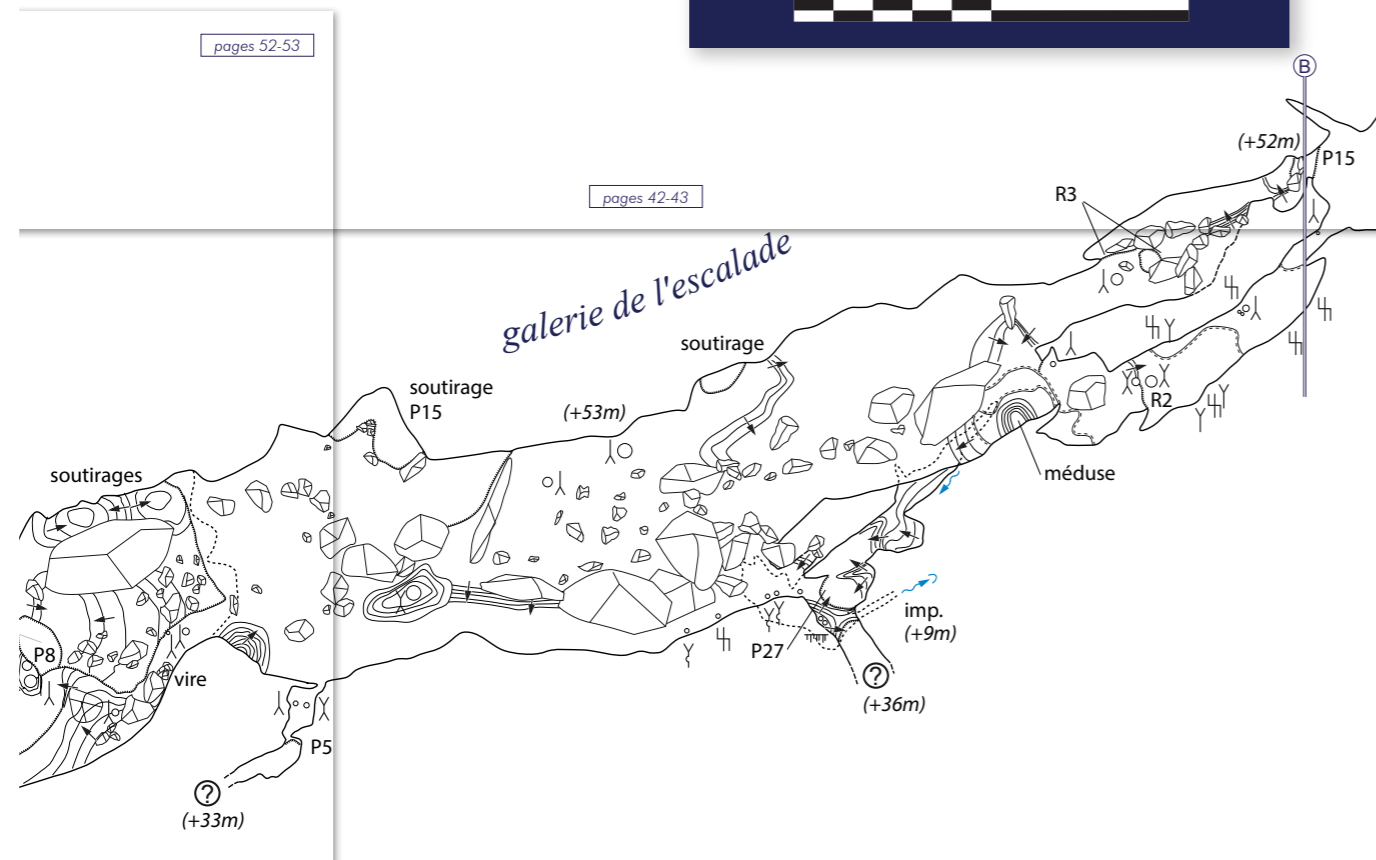 pages 52-53
B
(+52m)
P15
pages 42-43
R3
galerie de l'escalade
soutirage
soutirage
P15
(+53m)
R2
soutirages
méduse
imp.
(+9m)
P8
P27
vire
?
(+36m)
P5
?
(+33m)